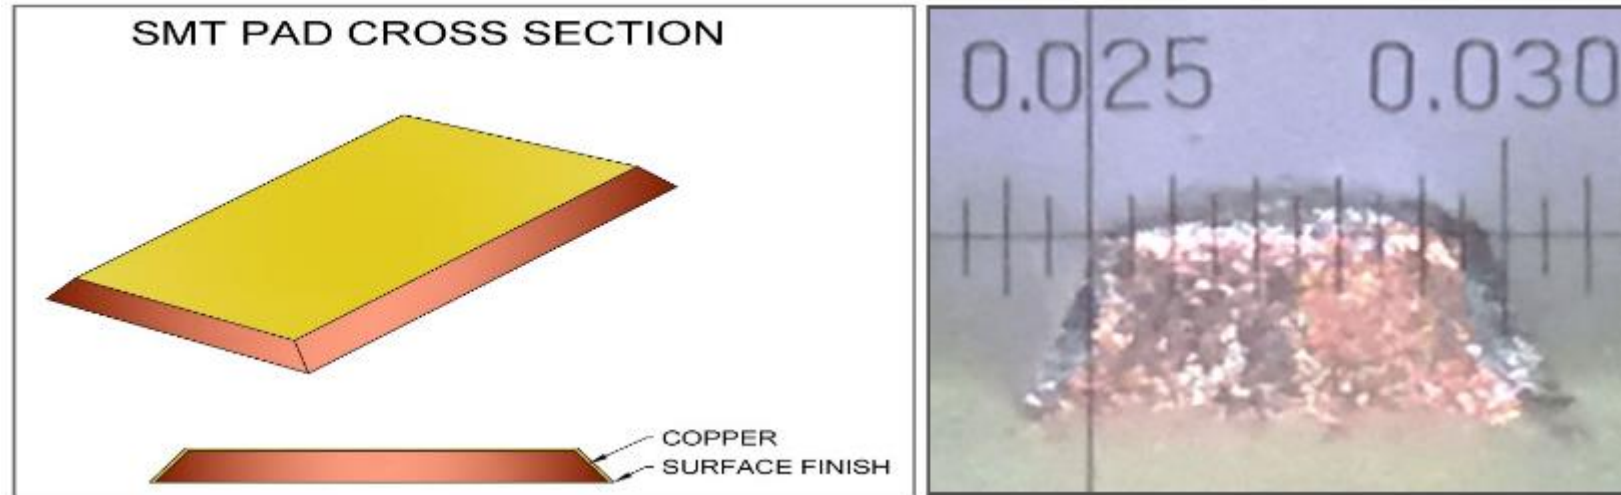 SMT PAD CROSS SECTION
COPPER
SURFACE FINISH
0.025 0.030